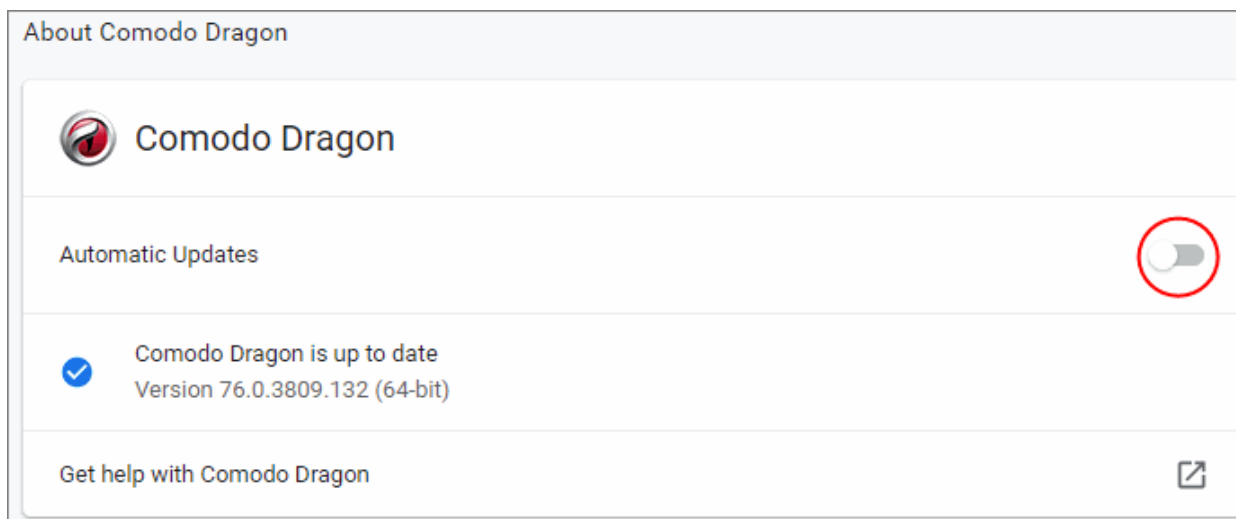 About Comodo Dragon
Comodo Dragon
Automatic Updates
Comodo Dragon is up to date
Version 76.0.3809.132 (64-bit)
Get help with Comodo Dragon